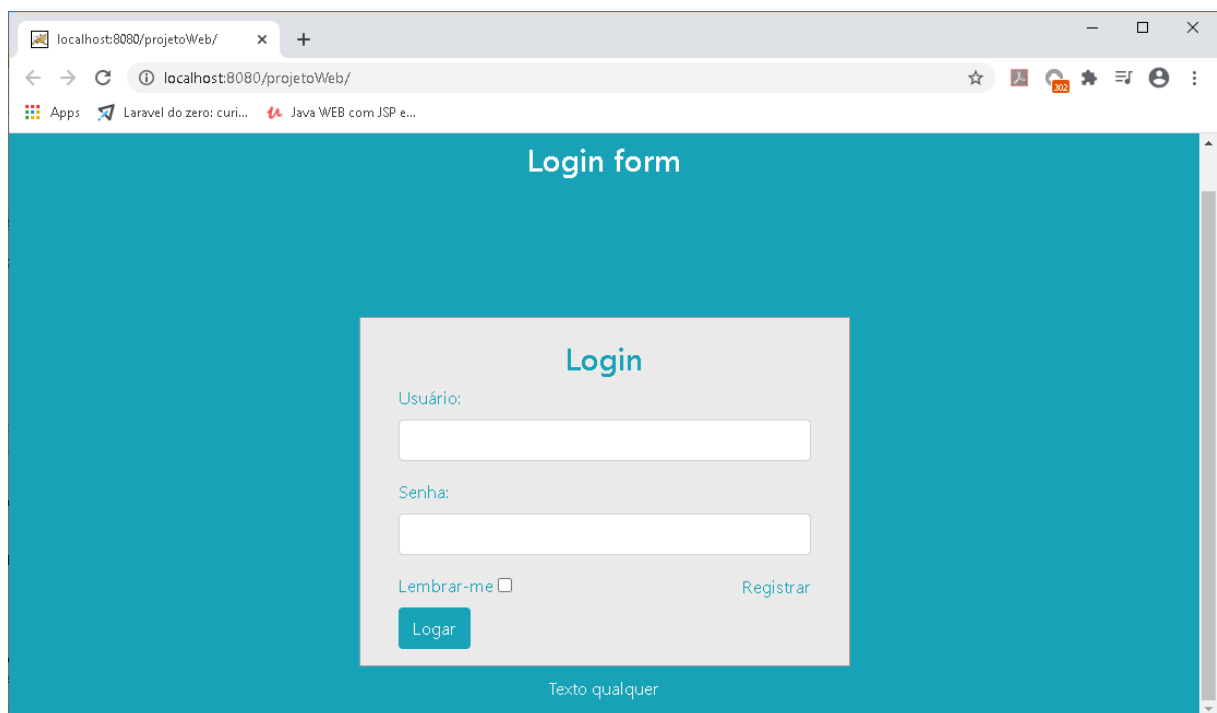 localhost:8080/projetoWeb/
localhost:8080/projetoWeb/
302
Apps Laravel do zero: curi... Java WEB com JSP e...
Login form
Login
Usuário:
Senha:
Lembrar-me Registrar
Logar
Texto qualquer